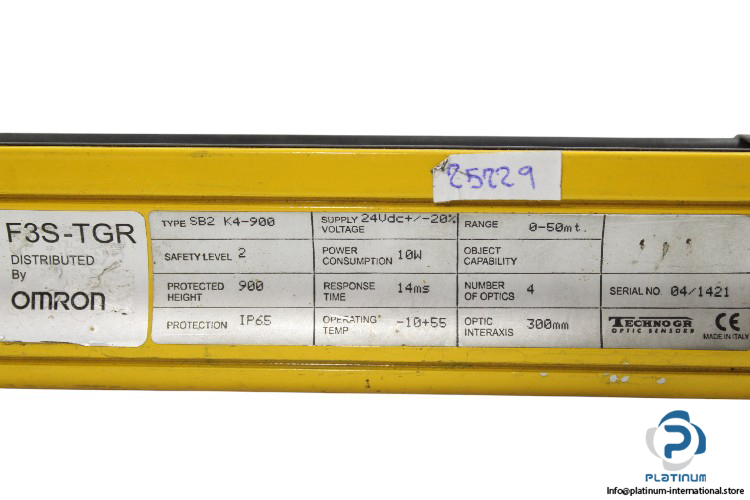 25229
F3S-TGR
DISTRIBUTED
By
OMRON
TYPE SB2 K4-900
SUPPLY VOLTAGE 24Vdc+/-20%
RANGE 0-50mt.
SAFETY LEVEL 2
POWER CONSUMPTION 10W
OBJECT CAPABILITY
PROTECTED HEIGHT 900
RESPONSE TIME 14ms
NUMBER OF OPTICS 4
SERIAL NO. 04/1421
PROTECTION IP65
OPERATING TEMP -10+55
OPTIC INTERAXIS 300mm
TECHNOGR
OPTIC SENSORS
CE
MADE IN ITALY
PLATINUM
Info@platinum-international.store